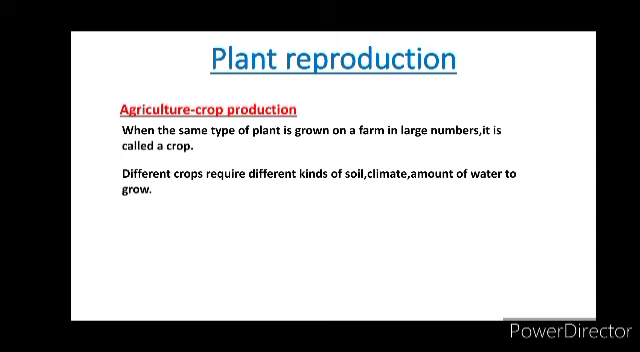 Plant reproduction
Agriculture-crop production
When the same type of plant is grown on a farm in large numbers,it is
called a crop.
Different crops require different kinds of soil,climate,amount of water to
grow.
PowerDirector